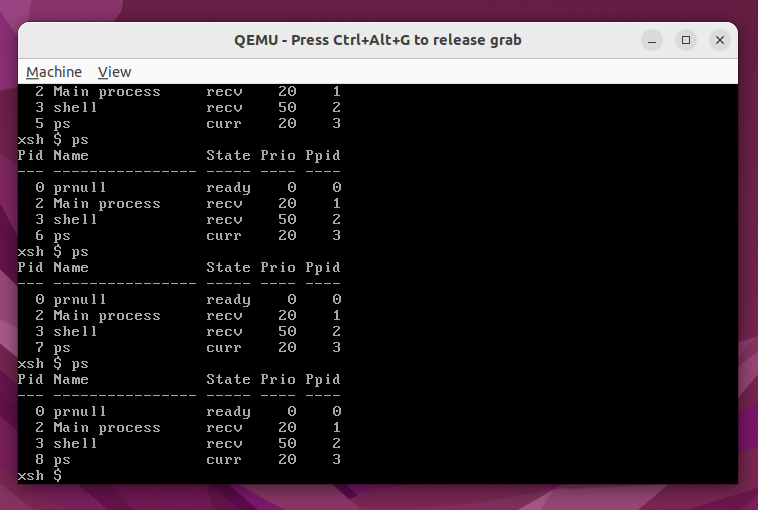 QEMU - Press Ctrl+Alt+G to release grab
Machine View
2 Main process recv 20 1
3 shell recv 50 2
5 ps curr 20 3
xsh $ ps
Pid Name State Prio Ppid
--- ---------------- ----- ---- ----
0 prnull ready 0 0
2 Main process recv 20 1
3 shell recv 50 2
6 ps curr 20 3
xsh $ ps
Pid Name State Prio Ppid
--- ---------------- ----- ---- ----
0 prnull ready 0 0
2 Main process recv 20 1
3 shell recv 50 2
7 ps curr 20 3
xsh $ ps
Pid Name State Prio Ppid
--- ---------------- ----- ---- ----
0 prnull ready 0 0
2 Main process recv 20 1
3 shell recv 50 2
8 ps curr 20 3
xsh $